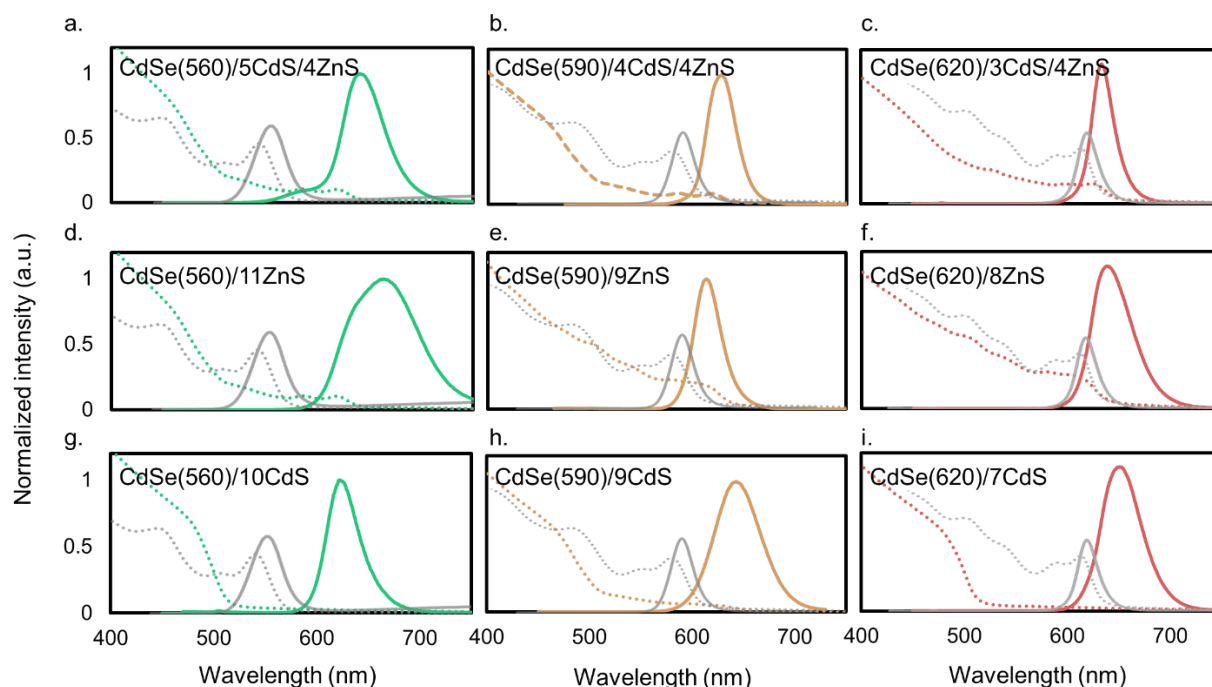 a.
b.
c.
CdSe(560)/5CdS/4ZnS
CdSe(590)/4CdS/4ZnS
CdSe(620)/3CdS/4ZnS
1
0.5
0
d.
e.
f.
CdSe(560)/11ZnS
CdSe(590)/9ZnS
CdSe(620)/8ZnS
1
0.5
0
g.
h.
i.
CdSe(560)/10CdS
CdSe(590)/9CdS
CdSe(620)/7CdS
1
0.5
0
Normalized intensity (a.u.)
400 500 600 700
400 500 600 700
400 500 600 700
Wavelength (nm)
Wavelength (nm)
Wavelength (nm)